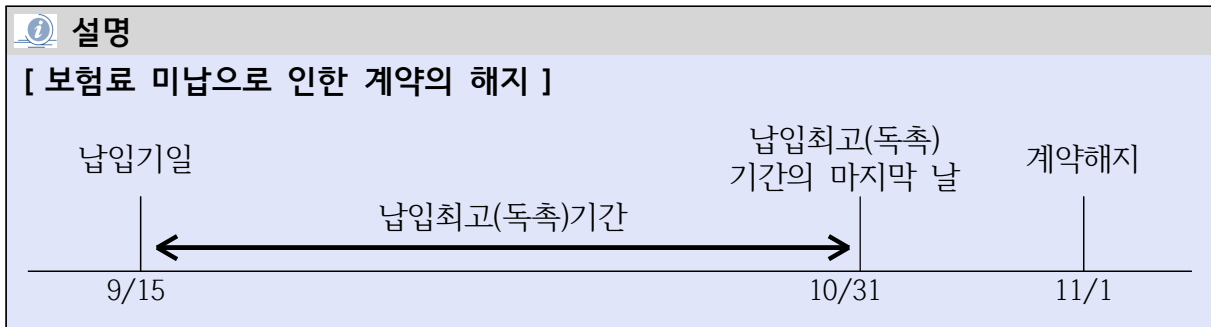 설명
[ 보험료 미납으로 인한 계약의 해지 ]
납입기일
납입최고(독촉)
기간의 마지막 날
계약해지
납입최고(독촉)기간
9/15
10/31
11/1